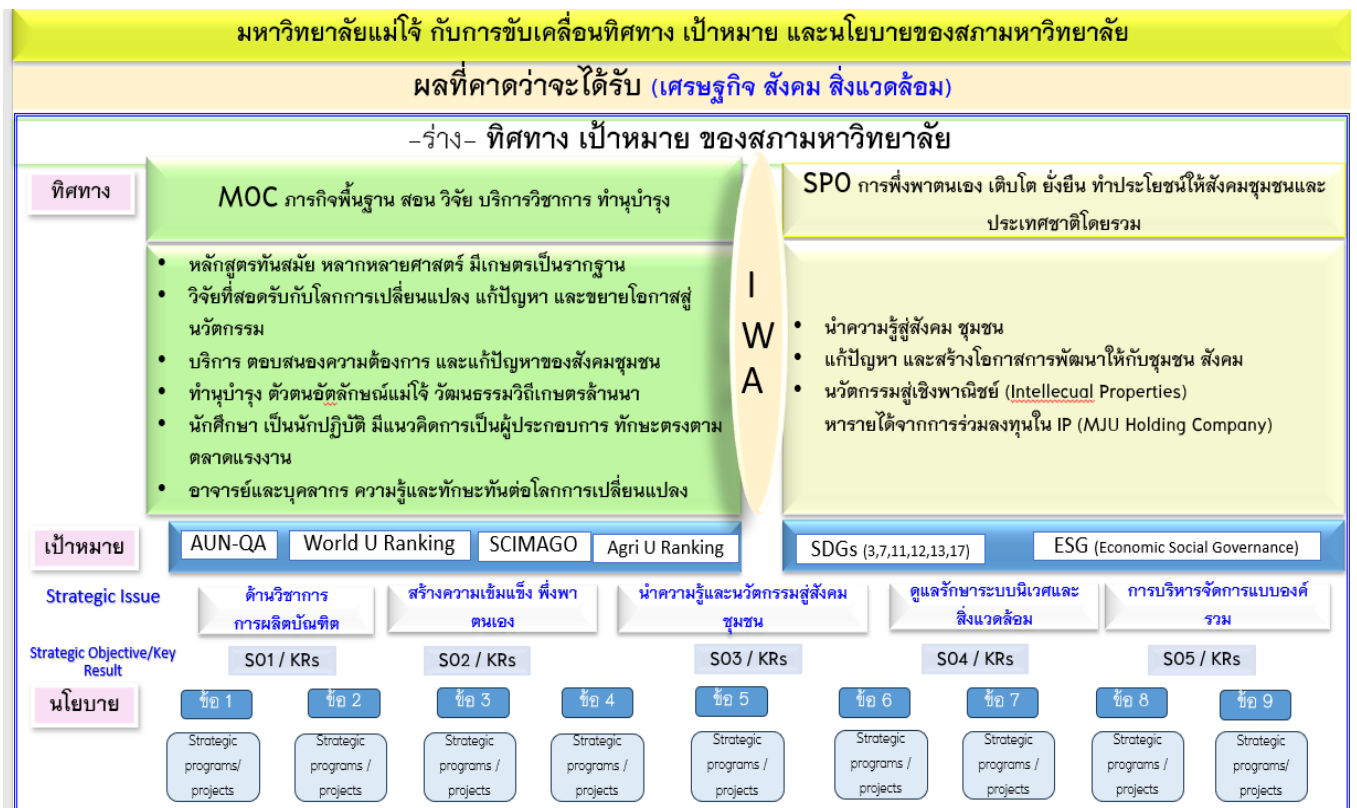 มหาวิทยาลัยแม่โจ้ กับการขับเคลื่อนทิศทาง เป้าหมาย และนโยบายของสภามหาวิทยาลัย
ผลที่คาดว่าจะได้รับ (เศรษฐกิจ สังคม สิ่งแวดล้อม)
-ร่าง- ทิศทาง เป้าหมาย ของสภามหาวิทยาลัย
ทิศทาง
MOC ภารกิจพื้นฐาน สอน วิจัย บริการวิชาการ ทำนุบำรุง
• หลักสูตรทันสมัย หลากหลายศาสตร์ มีเกษตรเป็นรากฐาน
• วิจัยที่สอดรับกับโลกการเปลี่ยนแปลง แก้ปัญหา และขยายโอกาสสู่
นวัตกรรม
• บริการ ตอบสนองความต้องการ และแก้ปัญหาของสังคมชุมชน
• ทำนุบำรุง ตัวตนอัตลักษณ์แม่โจ้ วัฒนธรรมวิถีเกษตรล้านนา
• นักศึกษา เป็นนักปฏิบัติ มีแนวคิดการเป็นผู้ประกอบการ ทักษะตรงตาม
ตลาดแรงงาน
• อาจารย์และบุคลากร ความรู้และทักษะทันต่อโลกการเปลี่ยนแปลง
I
W
A
SPO การพึ่งพาตนเอง เติบโต ยั่งยืน ทำประโยชน์ให้สังคมชุมชนและ
ประเทศชาติโดยรวม
• นำความรู้สู่สังคม ชุมชน
• แก้ปัญหา และสร้างโอกาสการพัฒนาให้กับชุมชน สังคม
• นวัตกรรมสู่เชิงพาณิชย์ (Intellecual Properties)
หารายได้จากการร่วมลงทุนใน IP (MJU Holding Company)
เป้าหมาย
AUN-QA World U Ranking SCIMAGO Agri U Ranking SDGs (3,7,11,12,13,17) ESG (Economic Social Governance)
Strategic Issue
ด้านวิชาการ
การผลิตบัณฑิต
สร้างความเข้มแข็ง พึ่งพา
ตนเอง
นำความรู้และนวัตกรรมสู่สังคม
ชุมชน
ดูแลรักษาระบบนิเวศและ
สิ่งแวดล้อม
การบริหารจัดการแบบองค์
รวม
Strategic Objective/Key
Result
SO1 / KRs SO2 / KRs SO3 / KRs SO4 / KRs SO5 / KRs
นโยบาย
ข้อ 1 ข้อ 2 ข้อ 3 ข้อ 4 ข้อ 5 ข้อ 6 ข้อ 7 ข้อ 8 ข้อ 9
Strategic
programs/
projects
Strategic
programs /
projects
Strategic
programs /
projects
Strategic
programs /
projects
Strategic
programs /
projects
Strategic
programs /
projects
Strategic
programs /
projects
Strategic
programs /
projects
Strategic
programs/
projects